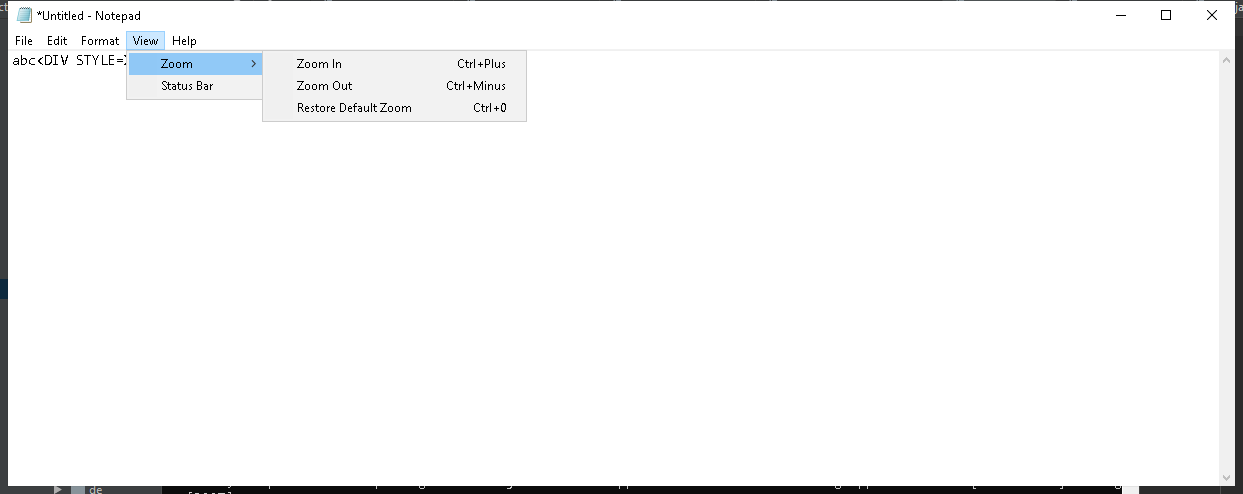 *Untitled - Notepad
File Edit Format View Help
abc<DIV STYLE=
Zoom > Zoom In Ctrl+Plus
Status Bar Zoom Out Ctrl+Minus
Restore Default Zoom Ctrl+0
de